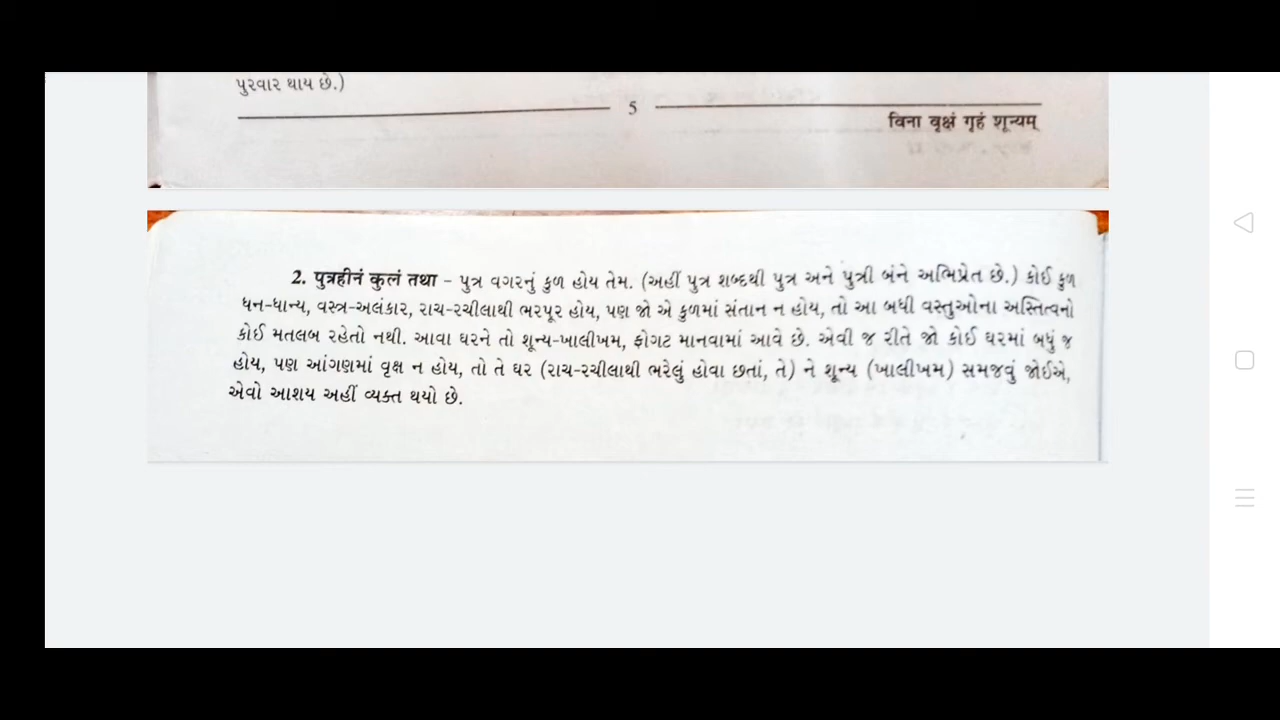 પુરવાર થાય છે.)
5
विना वृक्षं गृहं शून्यम्
2. पुत्रहीनं कुलं तथा – પુત્ર વગરનું કુળ હોય તેમ. (અહીં પુત્ર શબ્દથી પુત્ર અને પુત્રી બંને અભિપ્રેત છે.) કોઈ કુળ
ધન-ધાન્ય, વસ્ત્ર-અલંકાર, રાચ-રચીલાથી ભરપૂર હોય, પણ જો એ કુળમાં સંતાન ન હોય, તો આ બધી વસ્તુઓના અસ્તિત્વનો
કોઈ મતલબ રહેતો નથી. આવા ઘરને તો શૂન્ય-ખાલીખમ, ફોગટ માનવામાં આવે છે. એવી જ રીતે જો કોઈ ઘરમાં બધું જ
હોય, પણ આંગણમાં વૃક્ષ ન હોય, તો તે ઘર (રાચ-રચીલાથી ભરેલું હોવા છતાં, તે) ને શૂન્ય (ખાલીખમ) સમજવું જોઈએ,
એવો આશય અહીં વ્યક્ત થયો છે.